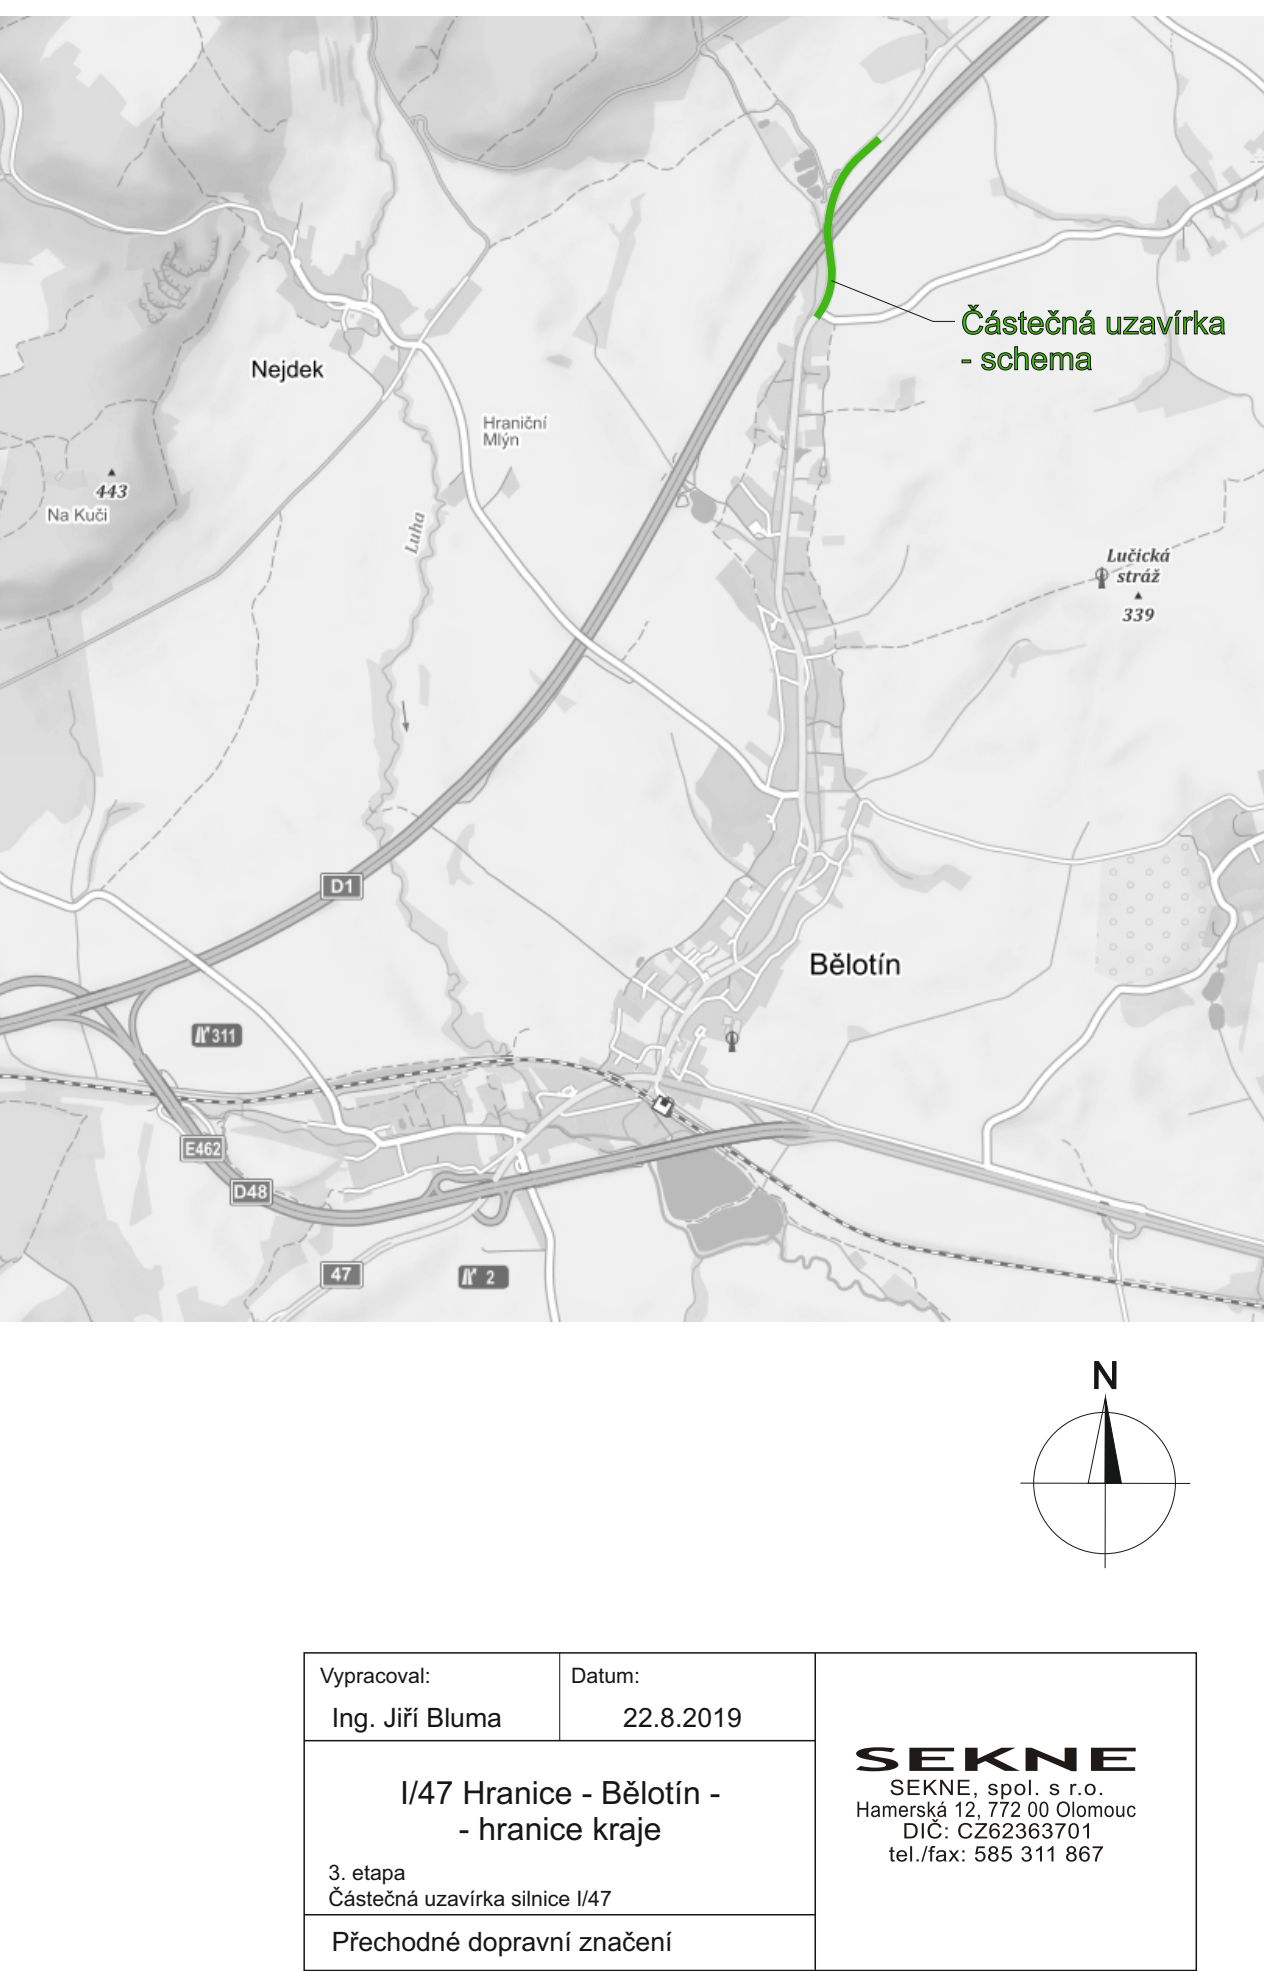 Částečná uzavírka
- schema
Nejdek
Hraniční
Mlýn
443
Na Kuči
Luha
Lučická
stráž
339
D1
Bělotín
311
E462
D48
47
2
N
Vypracoval:
Ing. Jiří Bluma
Datum:
22.8.2019
I/47 Hranice - Bělotín -
- hranice kraje
3. etapa
Částečná uzavírka silnice I/47
Přechodné dopravní značení
SEKNE
SEKNE, spol. s r.o.
Hamerská 12, 772 00 Olomouc
DIČ: CZ62363701
tel./fax: 585 311 867